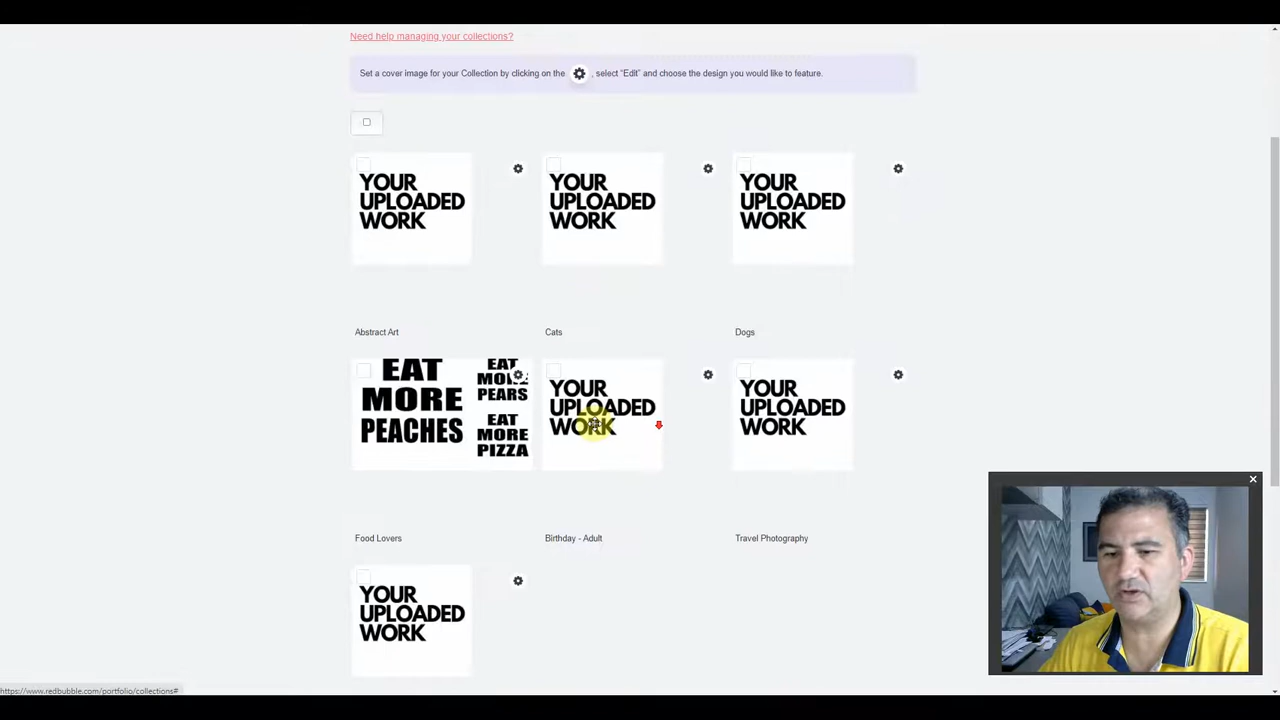 Need help managing your collections?
Set a cover image for your Collection by clicking on the , select "Edit" and choose the design you would like to feature.
YOUR
UPLOADED
WORK
YOUR
UPLOADED
WORK
YOUR
UPLOADED
WORK
Abstract Art
Cats
Dogs
EAT
MORE
PEACHES
EAT
MORE
PEARS
EAT
MORE
PIZZA
YOUR
UPLOADED
WORK
YOUR
UPLOADED
WORK
Food Lovers
Birthday - Adult
Travel Photography
YOUR
UPLOADED
WORK
https://www.redbubble.com/portfolio/collections#